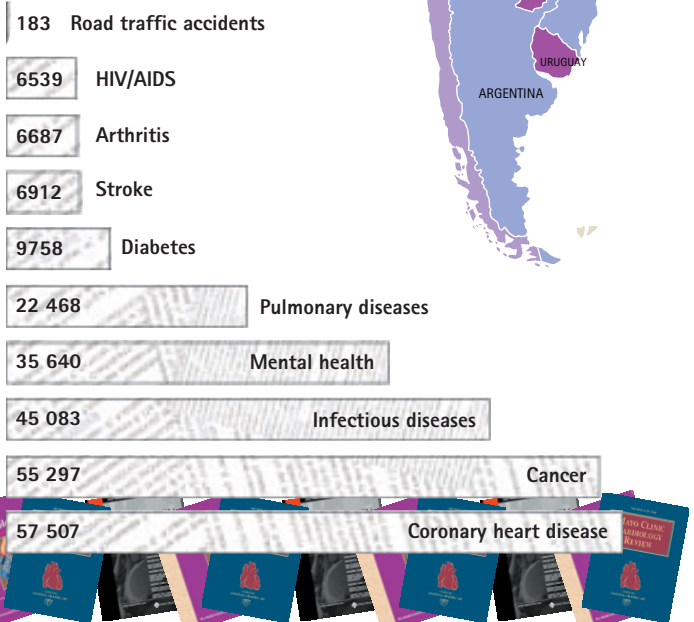 183 Road traffic accidents
URUGUAY
6539 HIV/AIDS
ARGENTINA
6687 Arthritis
6912 Stroke
9758 Diabetes
22 468 Pulmonary diseases
35 640 Mental health
45 083 Infectious diseases
55 297 Cancer
57 507 Coronary heart disease
MAYO CLINIC
CARDIOLOGY
REVIEW